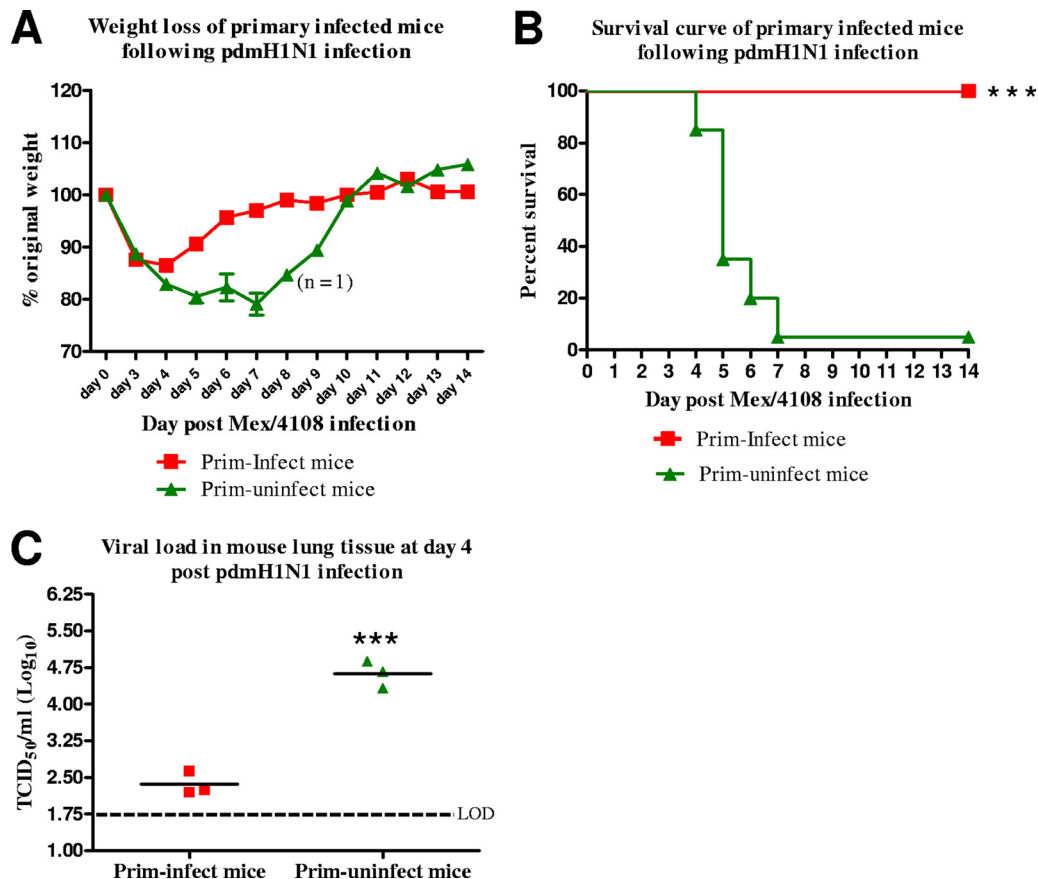 A
Weight loss of primary infected mice
following pdmH1N1 infection
120
110
100
90
80
70
% original weight
(n = 1)
day 0
day 3
day 4
day 5
day 6
day 7
day 8
day 9
day 10
day 11
day 12
day 13
day 14
Day post Mex/4108 infection
Prim-Infect mice
Prim-uninfect mice
B
Survival curve of primary infected mice
following pdmH1N1 infection
100
80
60
40
20
0
Percent survival
***
0 1 2 3 4 5 6 7 8 9 10 11 12 13 14
Day post Mex/4108 infection
Prim-Infect mice
Prim-uninfect mice
C
Viral load in mouse lung tissue at day 4
post pdmH1N1 infection
6.25
5.50
4.75
4.00
3.25
2.50
1.75
1.00
TCID50/ml (Log10)
***
LOD
Prim-infect mice
Prim-uninfect mice